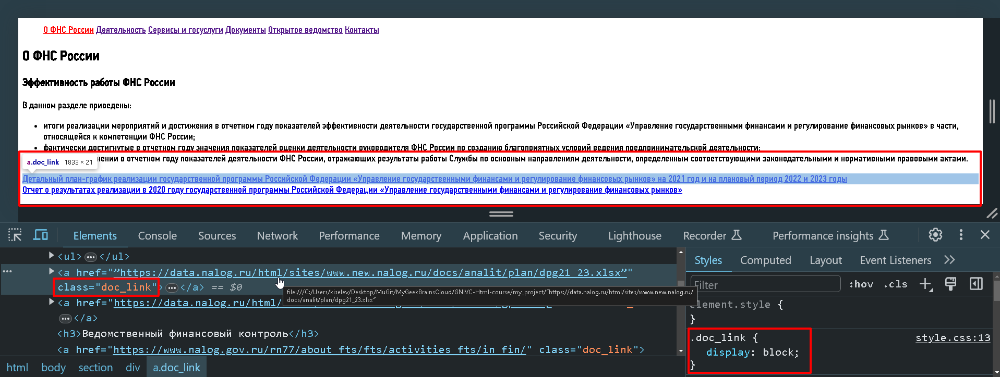 О ФНС России Деятельность Сервисы и госуслуги Документы Открытое ведомство Контакты
О ФНС России
Эффективность работы ФНС России
В данном разделе приведены:
итоги реализации мероприятий и достижения в отчетном году показателей эффективности деятельности государственной программы Российской Федерации «Управление государственными финансами и регулирование финансовых рынков» в части,
относящейся к компетенции ФНС России;
фактически достигнутые в отчетном году значения показателей оценки деятельности руководителя ФНС России по созданию благоприятных условий ведения предпринимательской деятельности;
нении в отчетном году показателей деятельности ФНС России, отражающих результаты работы Службы по основным направлениям деятельности, определенным соответствующими законодательными и нормативными правовыми актами.
a.doc_link 1833 × 21
Детальный план-график реализации государственной программы Российской Федерации «Управление государственными финансами и регулирование финансовых рынков» на 2021 год и на плановый период 2022 и 2023 годы
Отчет о результатах реализации в 2020 году государственной программы Российской Федерации «Управление государственными финансами и регулирование финансовых рынков»
Elements Console Sources Network Performance Memory Application Security Lighthouse Recorder Performance insights
<ul> ... </ul>
<a href="”https://data.nalog.ru/html/sites/www.new.nalog.ru/docs/analit/plan/dpg21_23.xlsx”"
class="doc_link"> ... </a> == $0
file:///C:/Users/kiselev/Desktop/MuGit/MyGeekBrainsCloud/GNIVC-Html-course/my_project/”https://data.nalog.ru/html/sites/www.new.nalog.ru/
docs/analit/plan/dpg21_23.xlsx”
<a href="https://data.nalog.ru/html/
... </a>
<h3>Ведомственный финансовый контроль</h3>
<a href="https://www.nalog.gov.ru/rn77/about_fts/fts/activities_fts/in_fin/" class="doc_link">
html body section div a.doc_link
Styles Computed Layout Event Listeners
Filter :hov .cls
element.style {
}
.doc_link { style.css:13
display: block;
}